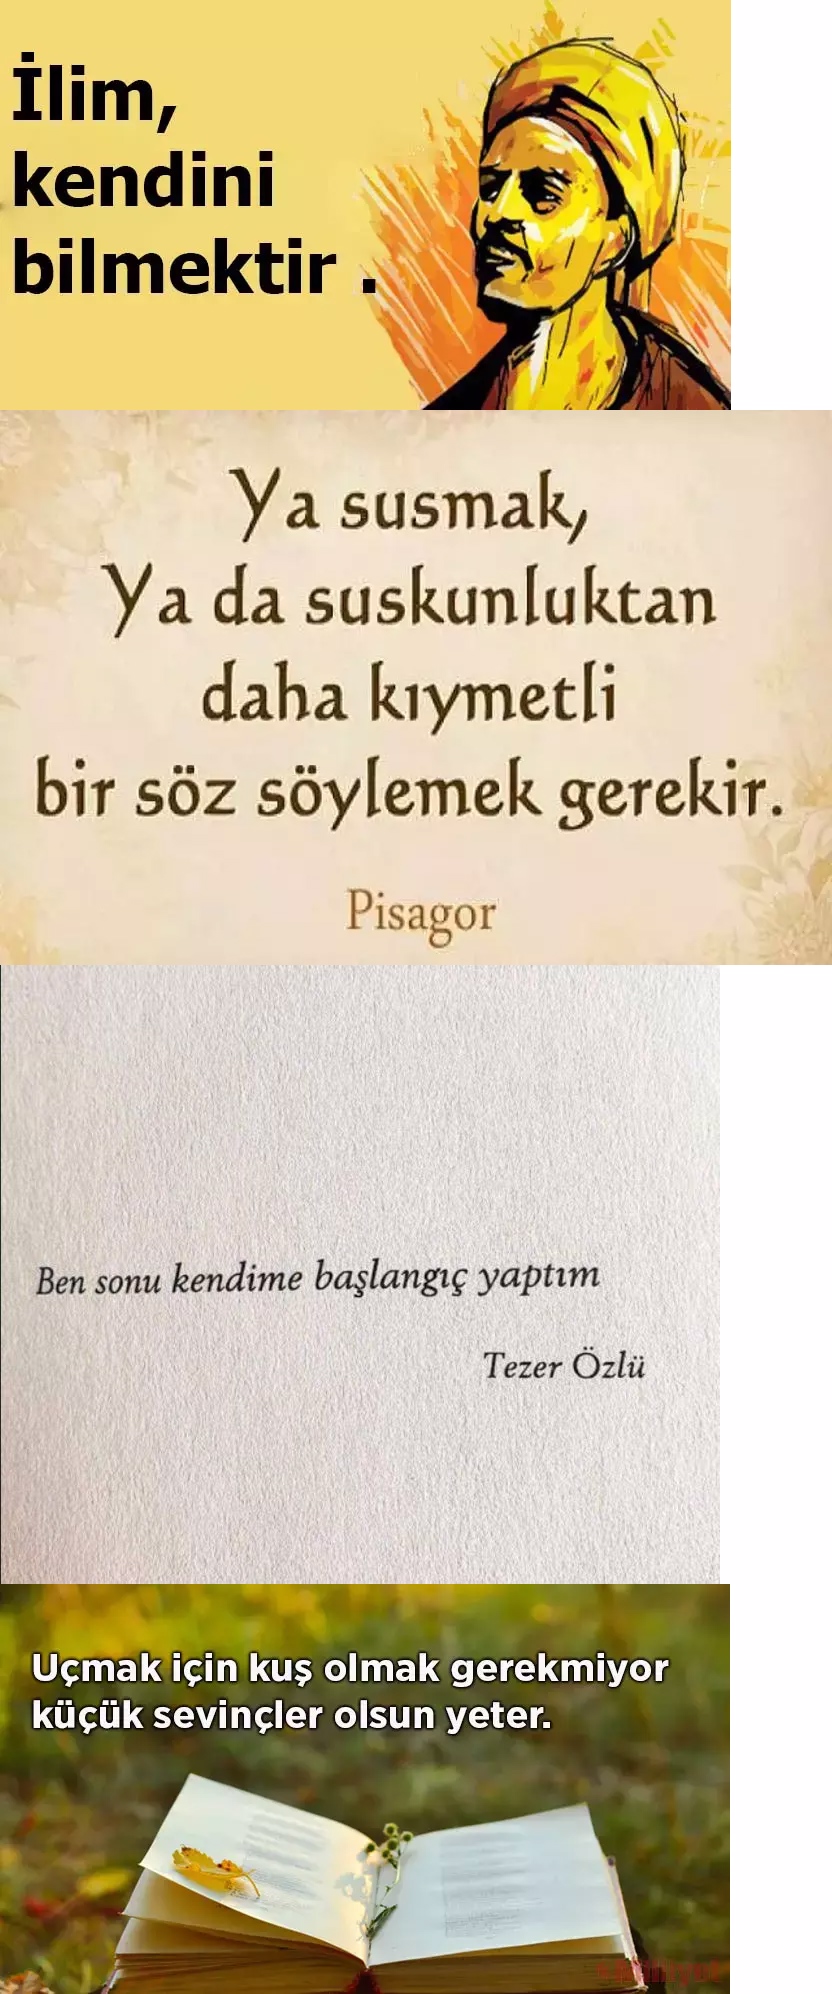 İlim,
kendini
bilmektir .
Ya susmak,
Ya da suskunluktan
daha kıymetli
bir söz söylemek gerekir.
Pisagor
Ben sonu kendime başlangıç yaptım
Tezer Özlü
Uçmak için kuş olmak gerekmiyor
küçük sevinçler olsun yeter.